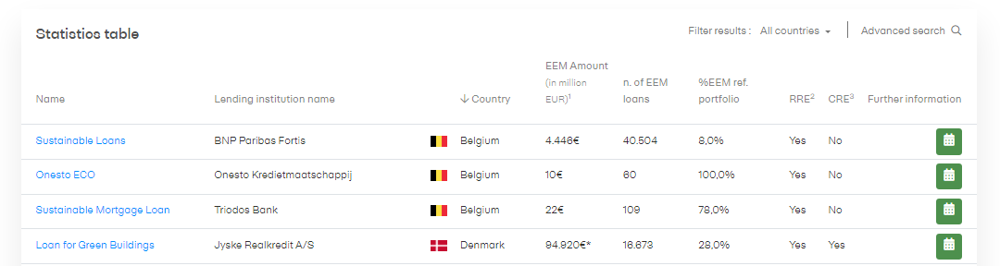 Statistics table
Filter results : All countries
Advanced search
Name Lending institution name Country EEM Amount (in million EUR)1 n. of EEM loans %EEM ref. portfolio RRE2 CRE3 Further information
Sustainable Loans BNP Paribas Fortis Belgium 4.446€ 40.504 8,0% Yes No
Onesto ECO Onesto Kredietmaatschappij Belgium 10€ 60 100,0% Yes No
Sustainable Mortgage Loan Triodos Bank Belgium 22€ 109 78,0% Yes No
Loan for Green Buildings Jyske Realkredit A/S Denmark 94.920€* 16.673 28,0% Yes Yes